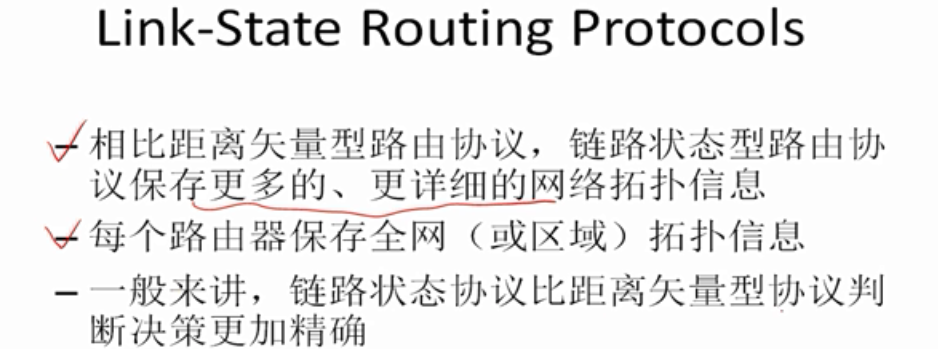 Link-State Routing Protocols
– 相比距离矢量型路由协议，链路状态型路由协
议保存更多的、更详细的网络拓扑信息
– 每个路由器保存全网（或区域）拓扑信息
– 一般来讲，链路状态协议比距离矢量型协议判
断决策更加精确